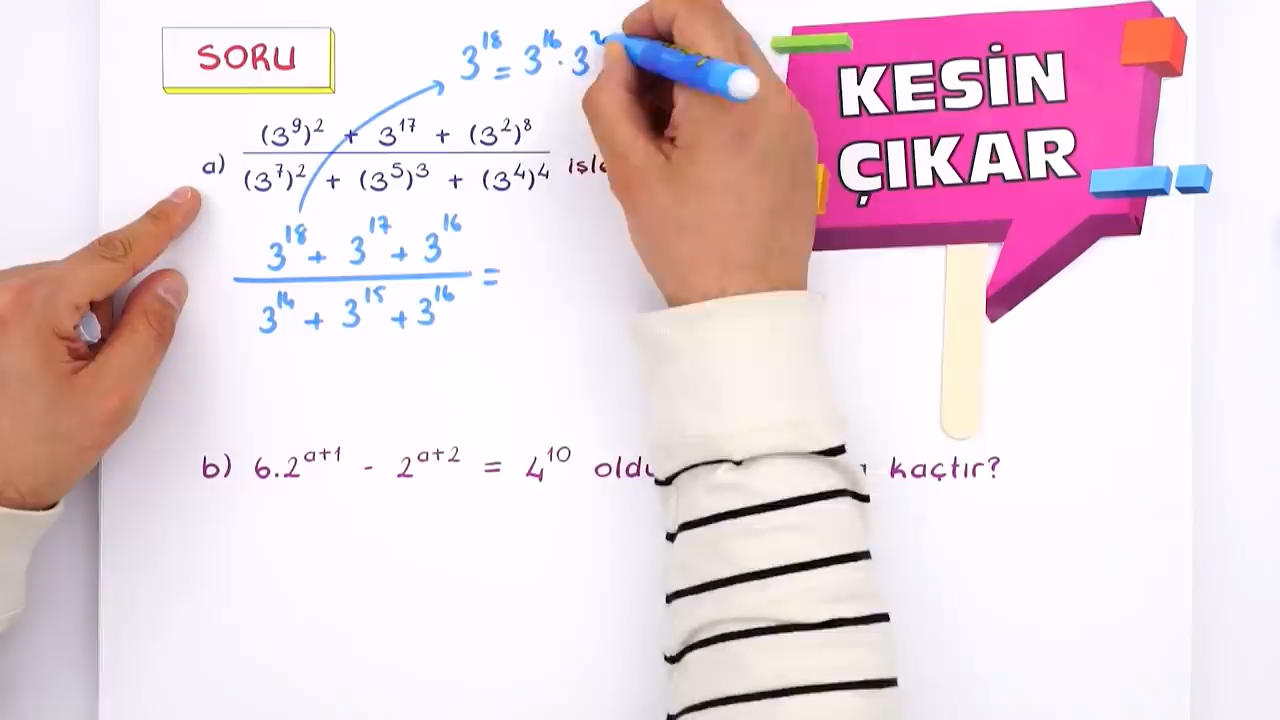 SORU
3^18 = 3^16 . 3^2
a) (3^9)^2 + 3^17 + (3^2)^8 / (3^7)^2 + (3^5)^3 + (3^4)^4
3^18 + 3^17 + 3^16 / 3^14 + 3^15 + 3^16 =
b) 6.2^a+1 - 2^a+2 = 4^10 kaçtır?
KESİN
ÇIKAR